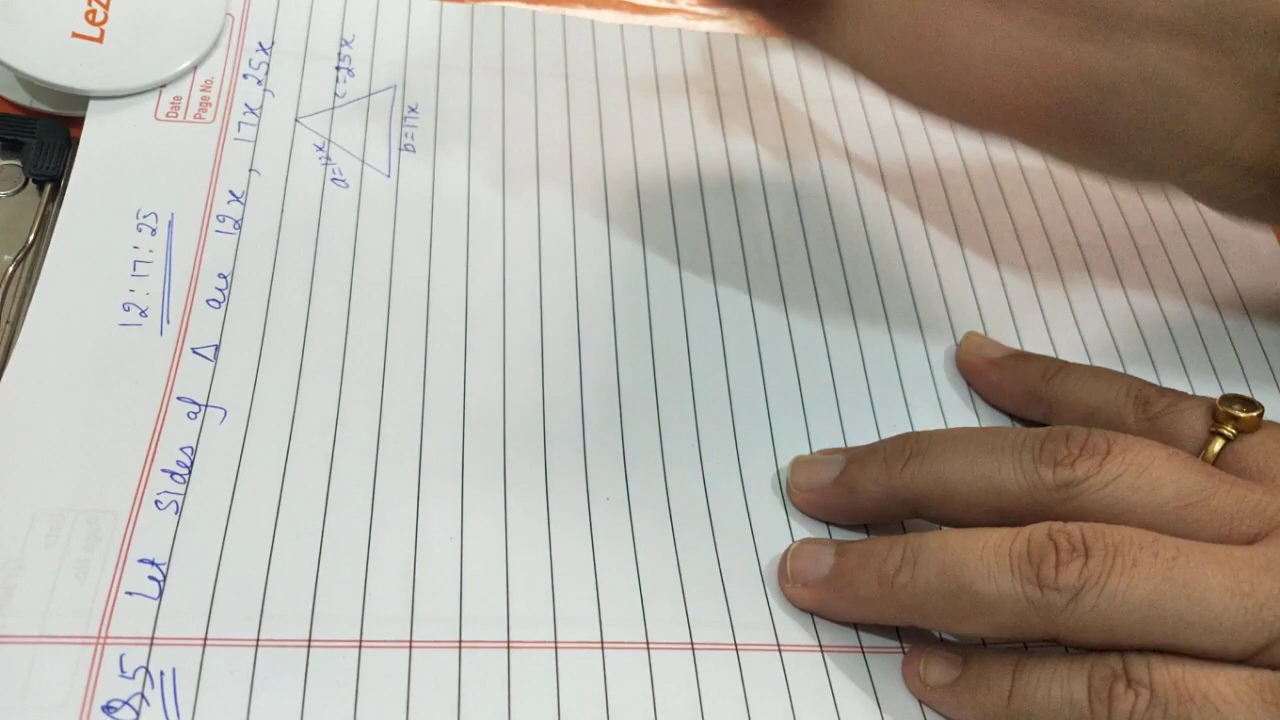 Lez
Date
Page No.
12:17:25
Q5 Let sides of Δ are 12x, 17x, 25x
a=12x
c=25x
b=17x